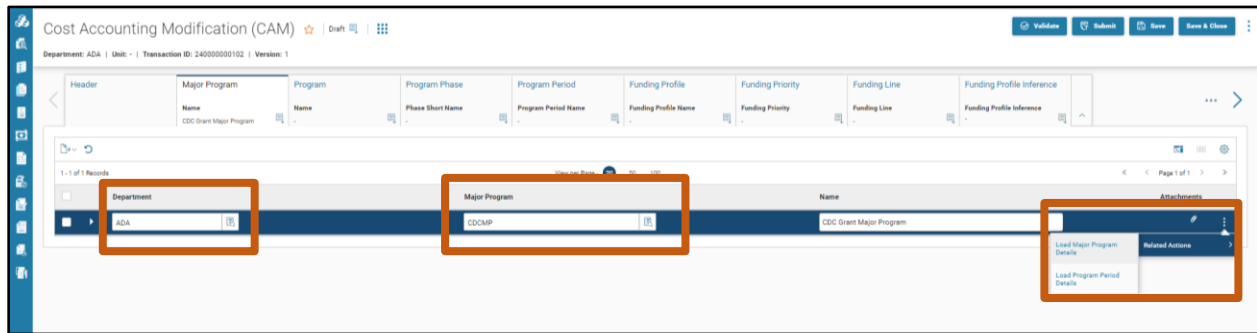 Cost Accounting Modification (CAM) Draft
Validate Submit Save Save & Close
Department: ADA | Unit: - | Transaction ID: 240000000102 | Version: 1
Header Major Program Program Program Phase Program Period Funding Profile Funding Priority Funding Line Funding Profile Inference
Name Name Phase Short Name Program Period Name Funding Profile Name Funding Priority Funding Line Funding Profile Inference
CDC Grant Major Program - - - - - - -
1 - 1 of 1 Records View per Page - 20 50 100 Page 1 of 1
Department Major Program Name Attachments
ADA CDCMP CDC Grant Major Program
Load Major Program Details Related Actions
Load Program Period Details